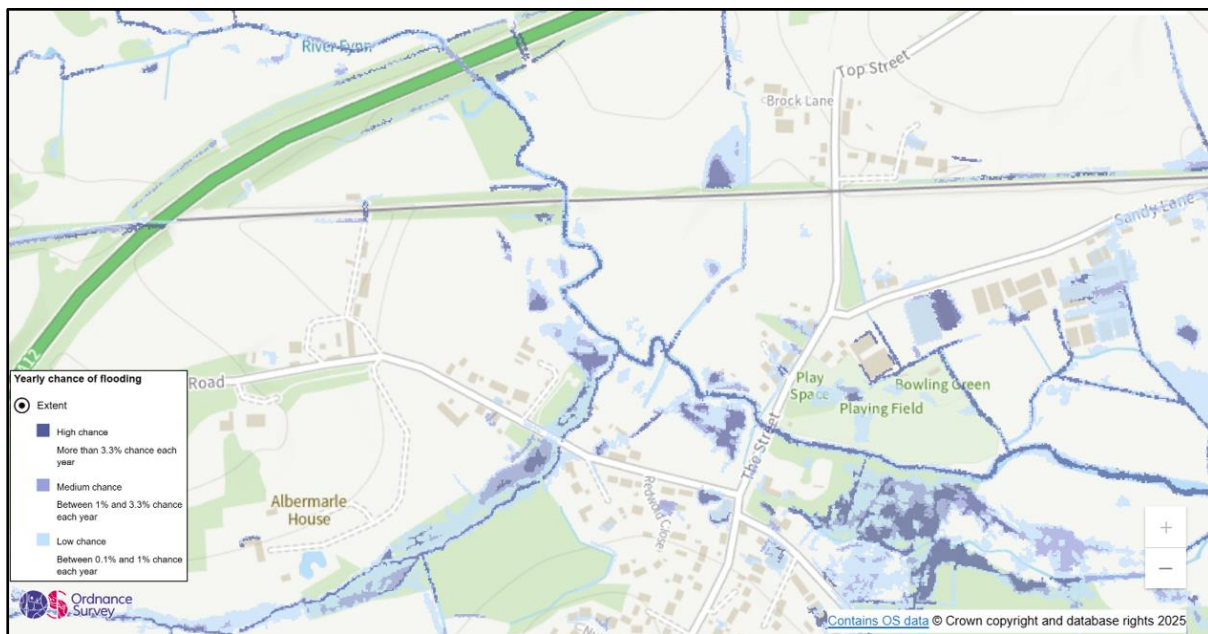 River Fynn
Top Street
Brock Lane
Sandy Lane
A12
Road
Play
Space
Bowling Green
Playing Field
The Street
Redwold Close
Albermarle
House
Yearly chance of flooding
Extent
High chance
More than 3.3% chance each
year
Medium chance
Between 1% and 3.3% chance
each year
Low chance
Between 0.1% and 1% chance
each year
+
−
Ordnance
Survey
Contains OS data © Crown copyright and database rights 2025